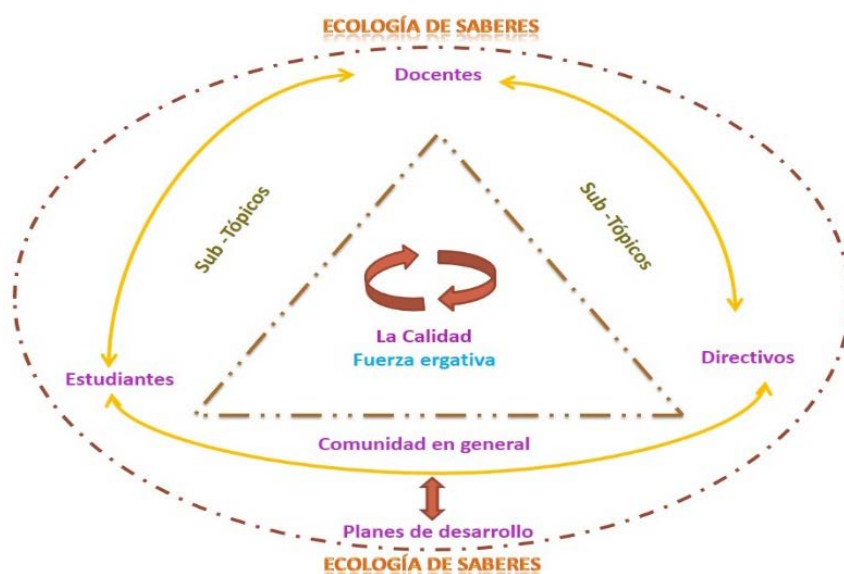 ECOLOGÍA DE SABERES
Docentes
Sub -Tópicos
Sub -Tópicos
La Calidad
Fuerza ergativa
Estudiantes
Directivos
Comunidad en general
Planes de desarrollo
ECOLOGÍA DE SABERES